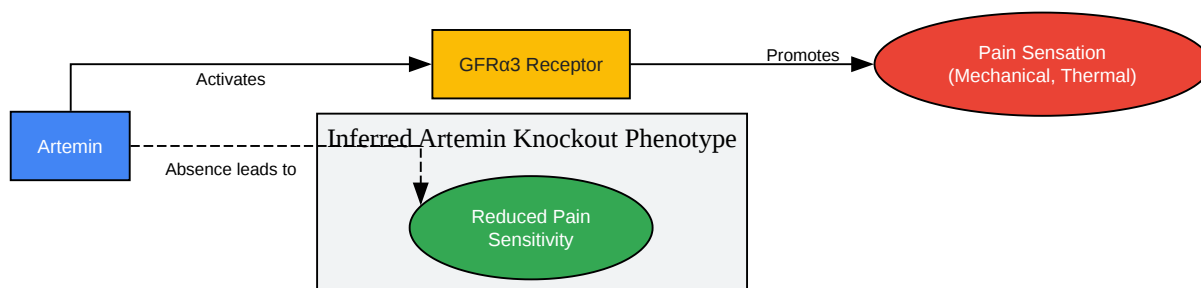 GFRα3 Receptor
Promotes
Pain Sensation
(Mechanical, Thermal)
Activates
Artemin
Inferred Artemin Knockout Phenotype
Absence leads to
Reduced Pain
Sensitivity